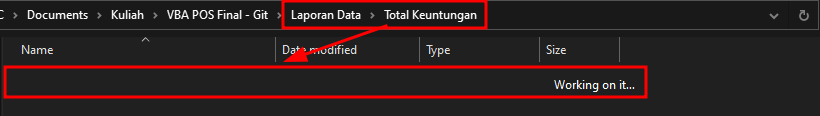 C > Documents > Kuliah > VBA POS Final - Git > Laporan Data > Total Keuntungan
Name Date modified Type Size
Working on it...